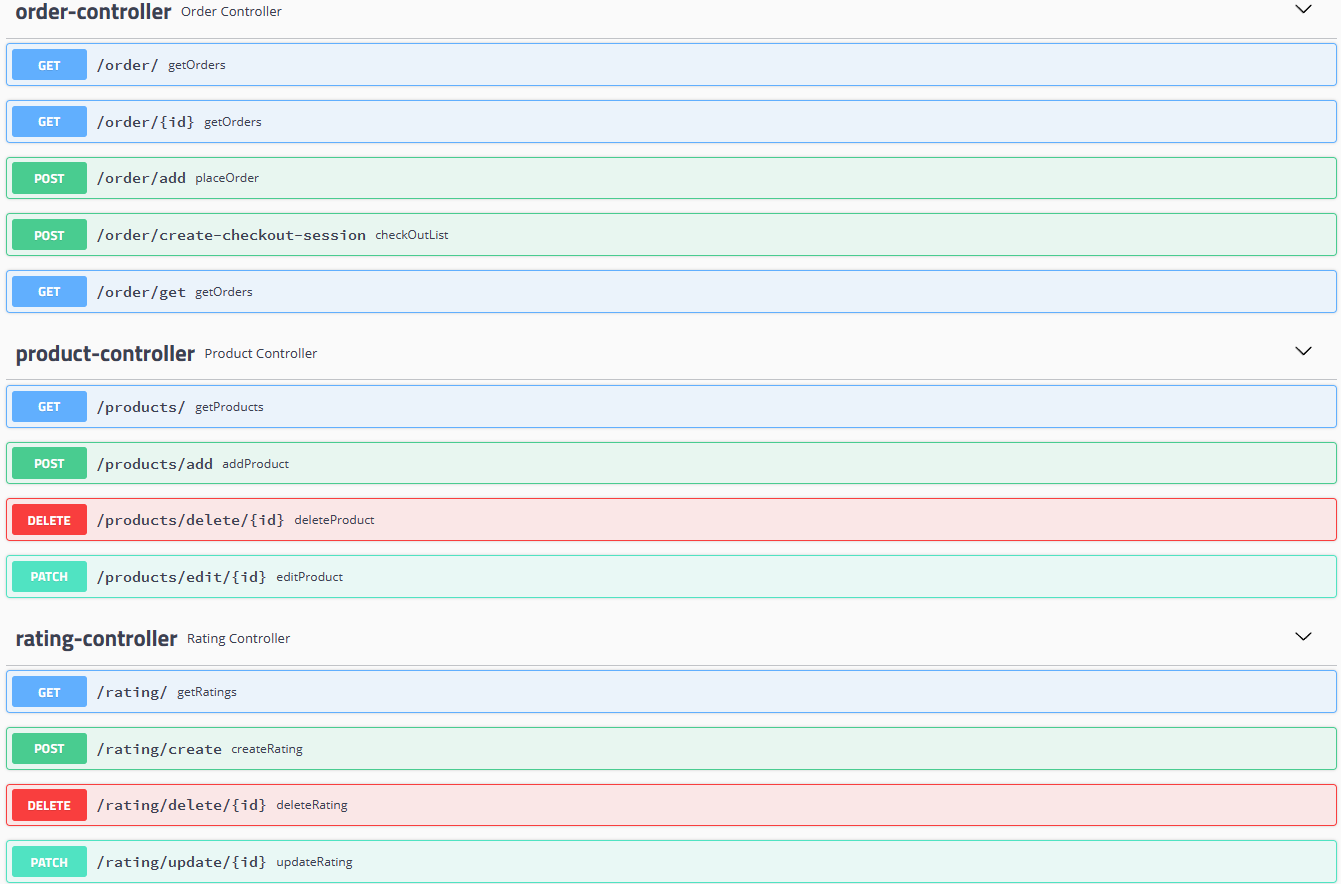 order-controller Order Controller
GET /order/ getOrders
GET /order/{id} getOrders
POST /order/add placeOrder
POST /order/create-checkout-session checkOutList
GET /order/get getOrders
product-controller Product Controller
GET /products/ getProducts
POST /products/add addProduct
DELETE /products/delete/{id} deleteProduct
PATCH /products/edit/{id} editProduct
rating-controller Rating Controller
GET /rating/ getRatings
POST /rating/create createRating
DELETE /rating/delete/{id} deleteRating
PATCH /rating/update/{id} updateRating